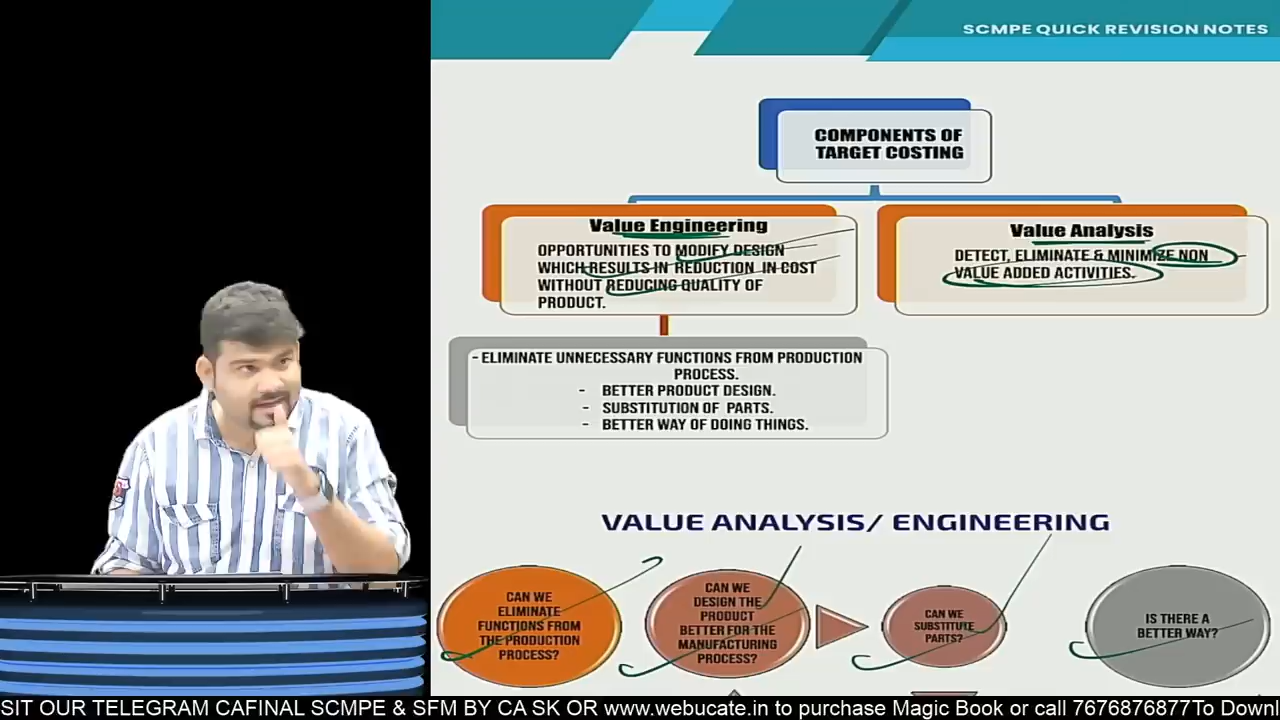 SCMPE QUICK REVISION NOTES
COMPONENTS OF
TARGET COSTING
Value Engineering
OPPORTUNITIES TO MODIFY DESIGN
WHICH RESULTS IN REDUCTION IN COST
WITHOUT REDUCING QUALITY OF
PRODUCT.
Value Analysis
DETECT, ELIMINATE & MINIMIZE NON
VALUE ADDED ACTIVITIES.
- ELIMINATE UNNECESSARY FUNCTIONS FROM PRODUCTION
PROCESS.
- BETTER PRODUCT DESIGN.
- SUBSTITUTION OF PARTS.
- BETTER WAY OF DOING THINGS.
VALUE ANALYSIS/ ENGINEERING
CAN WE
ELIMINATE
FUNCTIONS FROM
THE PRODUCTION
PROCESS?
CAN WE
DESIGN THE
PRODUCT
BETTER FOR THE
MANUFACTURING
PROCESS?
CAN WE
SUBSTITUTE
PARTS?
IS THERE A
BETTER WAY?
SIT OUR TELEGRAM CAFINAL SCMPE & SFM BY CA SK OR www.webucate.in to purchase Magic Book or call 7676876877To Downl